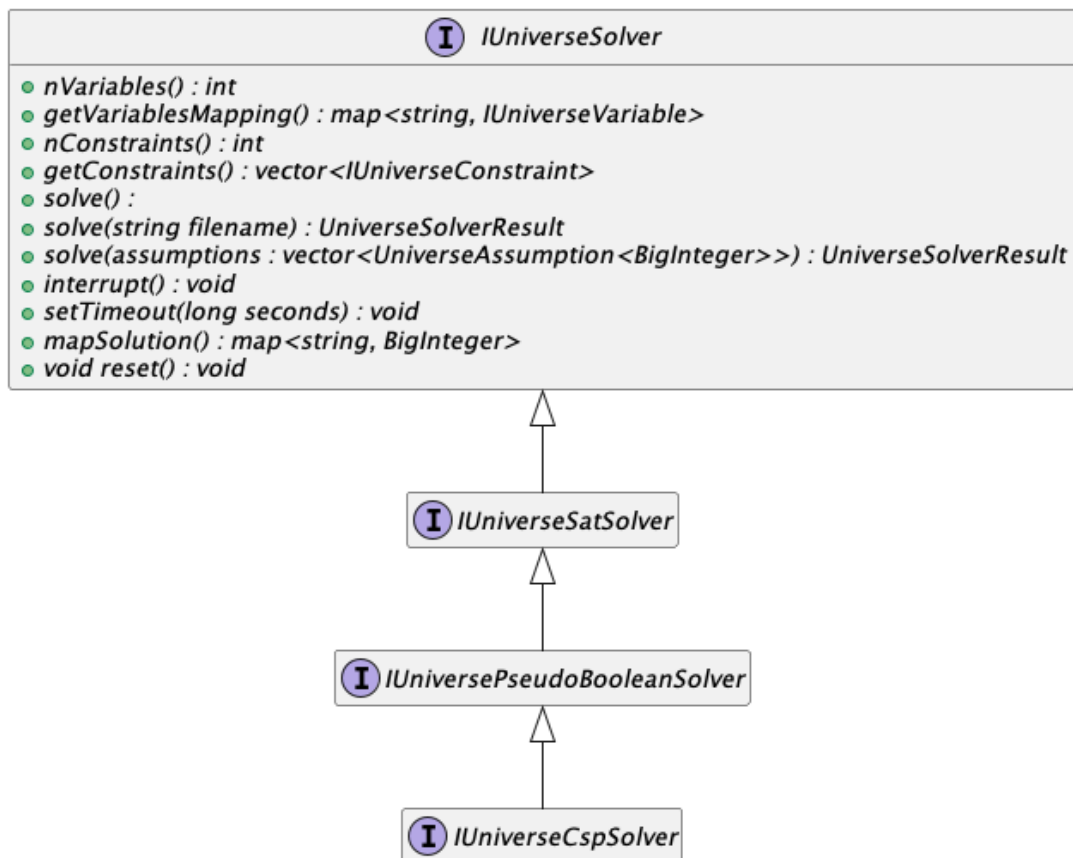 I IUniverseSolver
nVariables() : int
getVariablesMapping() : map<string, IUniverseVariable>
nConstraints() : int
getConstraints() : vector<IUniverseConstraint>
solve() :
solve(string filename) : UniverseSolverResult
solve(assumptions : vector<UniverseAssumption<BigInteger>>) : UniverseSolverResult
interrupt() : void
setTimeout(long seconds) : void
mapSolution() : map<string, BigInteger>
void reset() : void
I IUniverseSatSolver
I IUniversePseudoBooleanSolver
I IUniverseCspSolver